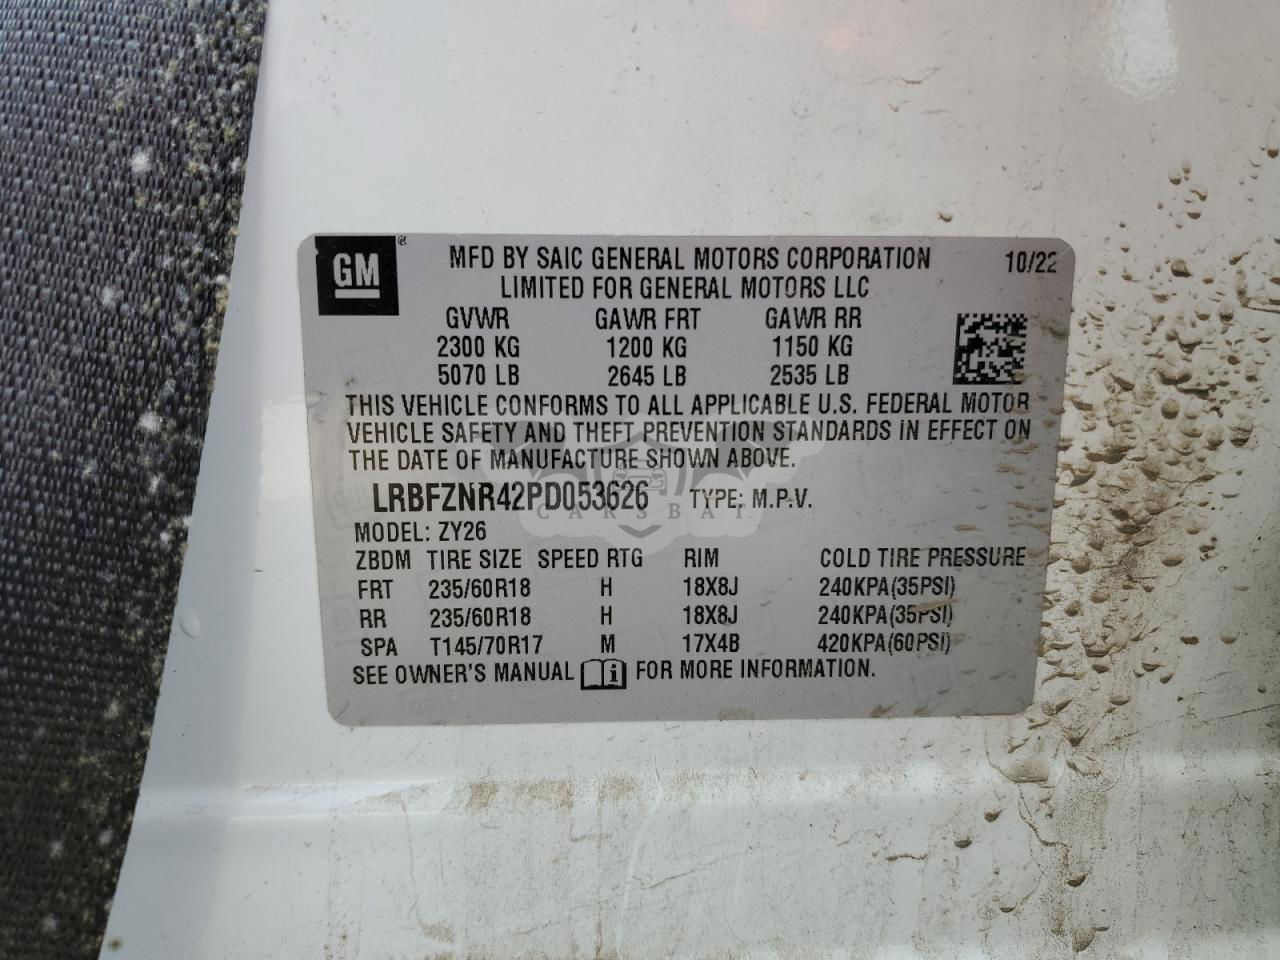 GM
MFD BY SAIC GENERAL MOTORS CORPORATION 10/22
LIMITED FOR GENERAL MOTORS LLC
GVWR GAWR FRT GAWR RR
2300 KG 1200 KG 1150 KG
5070 LB 2645 LB 2535 LB
THIS VEHICLE CONFORMS TO ALL APPLICABLE U.S. FEDERAL MOTOR
VEHICLE SAFETY AND THEFT PREVENTION STANDARDS IN EFFECT ON
THE DATE OF MANUFACTURE SHOWN ABOVE.
LRBFZNR42PD053626 TYPE: M.P.V.
CARSBAT
MODEL: ZY26
ZBDM TIRE SIZE SPEED RTG RIM COLD TIRE PRESSURE
FRT 235/60R18 H 18X8J 240KPA(35PSI)
RR 235/60R18 H 18X8J 240KPA(35PSI)
SPA T145/70R17 M 17X4B 420KPA(60PSI)
SEE OWNER'S MANUAL i FOR MORE INFORMATION.